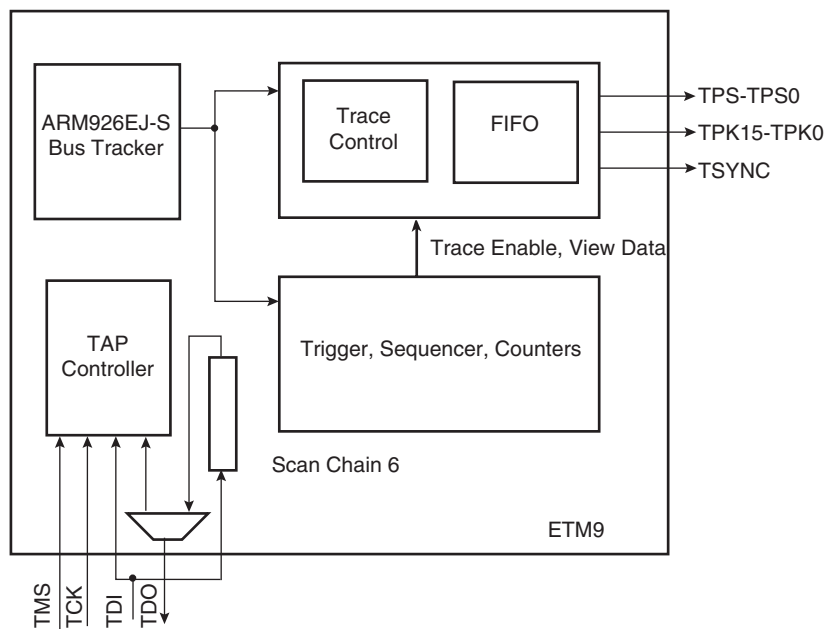 ARM926EJ-S
Bus Tracker
Trace
Control
FIFO
TPS-TPS0
TPK15-TPK0
TSYNC
Trace Enable, View Data
TAP
Controller
Trigger, Sequencer, Counters
Scan Chain 6
ETM9
TMS
TCK
TDI
TDO